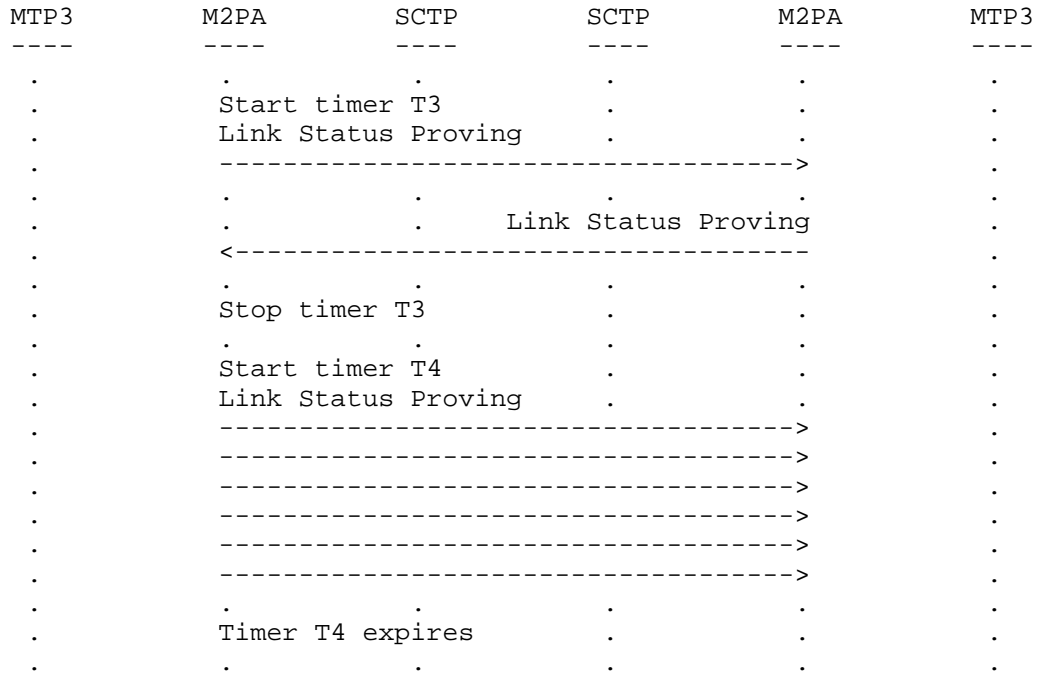 MTP3 M2PA SCTP SCTP M2PA MTP3
---- ---- ---- ---- ---- ----
. . . . . .
. Start timer T3 . . .
. Link Status Proving . . .
. ------------------------------------> .
. . . . . .
. . . Link Status Proving .
. <------------------------------------ .
. . . . . .
. Stop timer T3 . . .
. . . . . .
. Start timer T4 . . .
. Link Status Proving . . .
. ------------------------------------> .
. ------------------------------------> .
. ------------------------------------> .
. ------------------------------------> .
. ------------------------------------> .
. ------------------------------------> .
. . . . . .
. Timer T4 expires . . .
. . . . . .